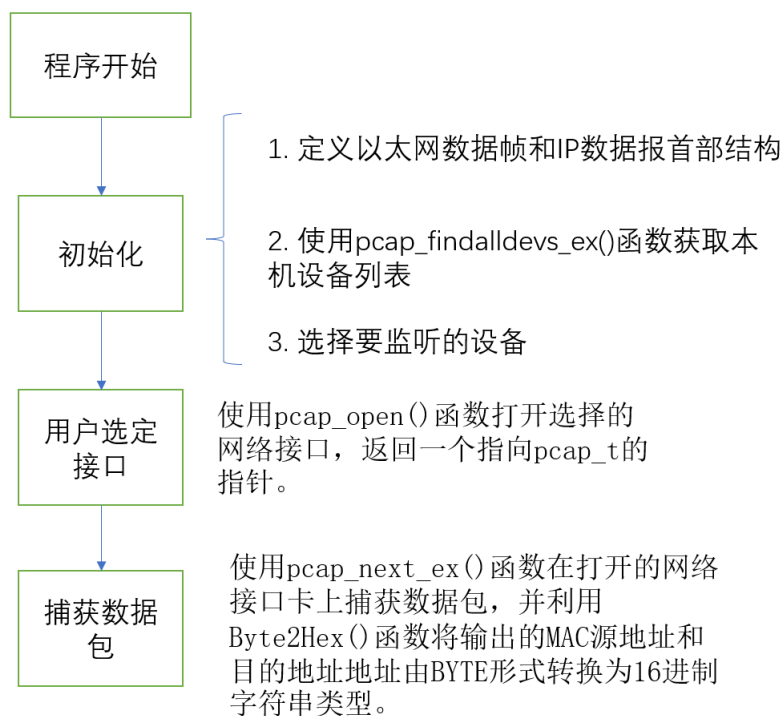 程序开始
1. 定义以太网数据帧和IP数据报首部结构
初始化
2. 使用pcap_findalldevs_ex()函数获取本
机设备列表
3. 选择要监听的设备
用户选定
接口
使用pcap_open()函数打开选择的
网络接口，返回一个指向pcap_t的
指针。
捕获数据
包
使用pcap_next_ex()函数在打开的网络
接口卡上捕获数据包，并利用
Byte2Hex()函数将输出的MAC源地址和
目的地址地址由BYTE形式转换为16进制
字符串类型。